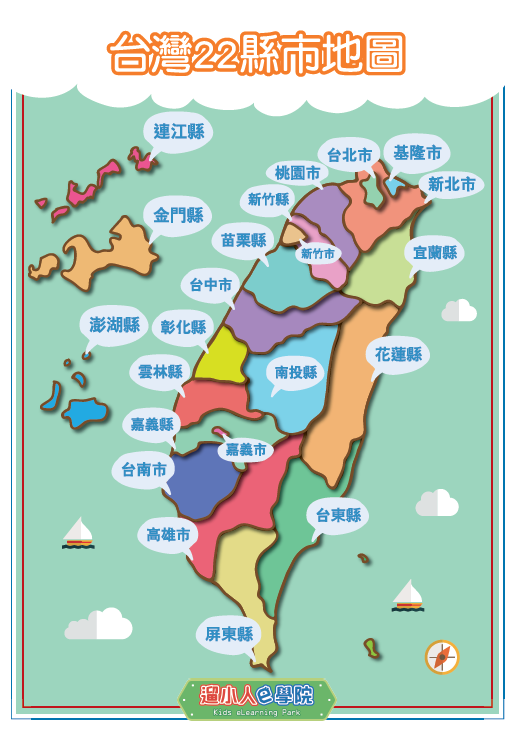 台灣22縣市地圖
連江縣
台北市
基隆市
桃園市
新北市
新竹縣
金門縣
苗栗縣
新竹市
宜蘭縣
台中市
澎湖縣
彰化縣
花蓮縣
雲林縣
南投縣
嘉義縣
嘉義市
台南市
台東縣
高雄市
屏東縣
遛小人e學院
Kids eLearning Park